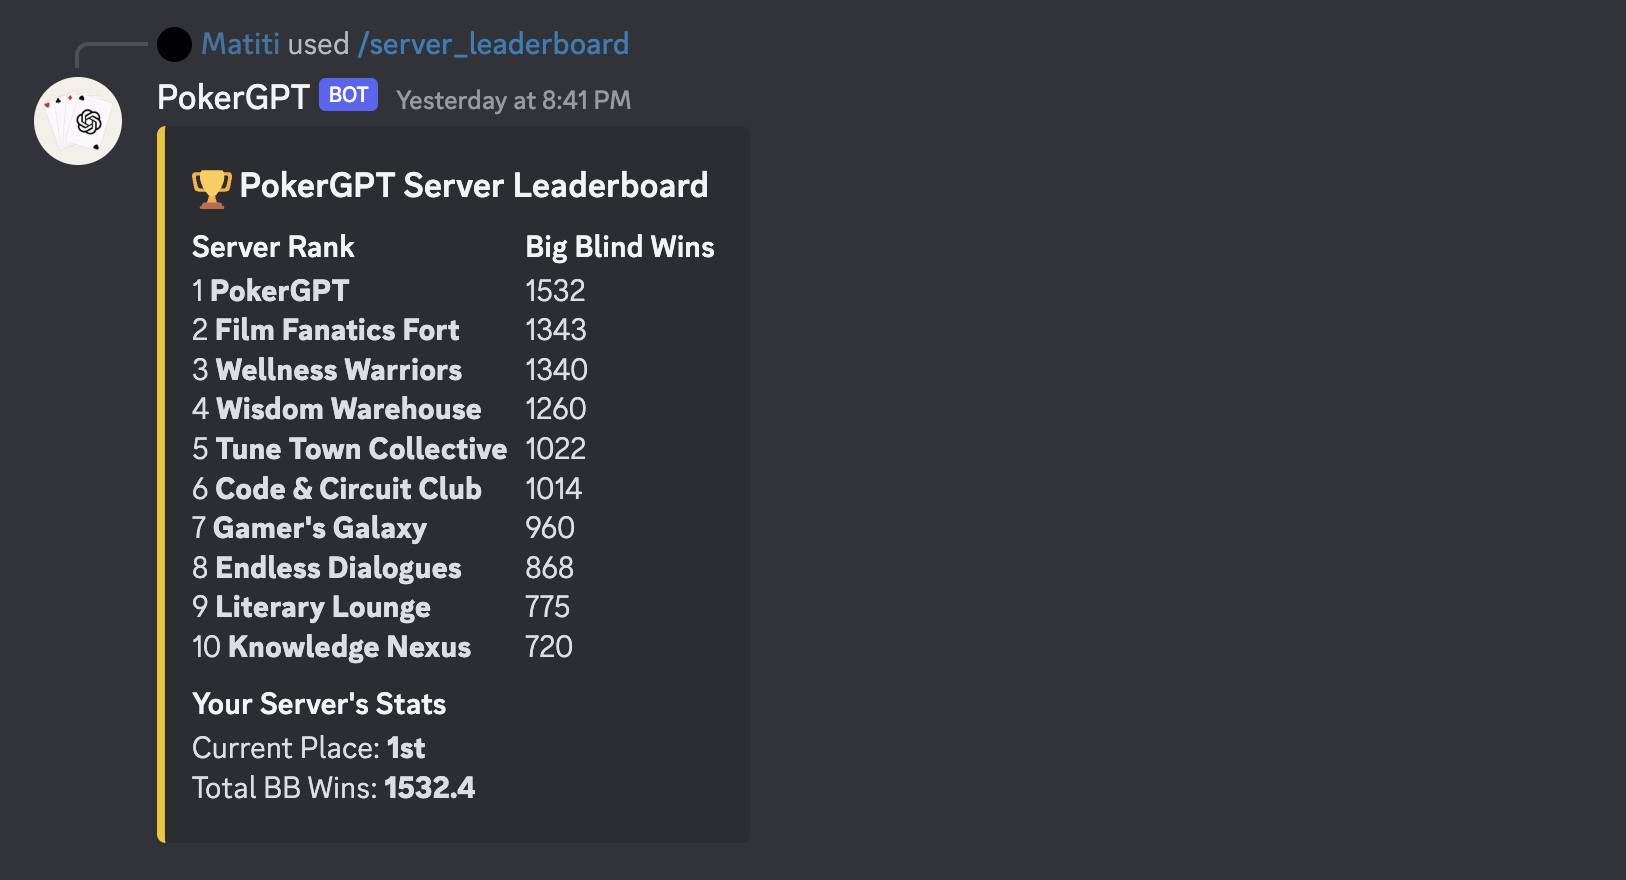 Matiti used /server_leaderboard
PokerGPT BOT Yesterday at 8:41 PM
🏆 PokerGPT Server Leaderboard
Server Rank Big Blind Wins
1 PokerGPT 1532
2 Film Fanatics Fort 1343
3 Wellness Warriors 1340
4 Wisdom Warehouse 1260
5 Tune Town Collective 1022
6 Code & Circuit Club 1014
7 Gamer's Galaxy 960
8 Endless Dialogues 868
9 Literary Lounge 775
10 Knowledge Nexus 720
Your Server's Stats
Current Place: 1st
Total BB Wins: 1532.4